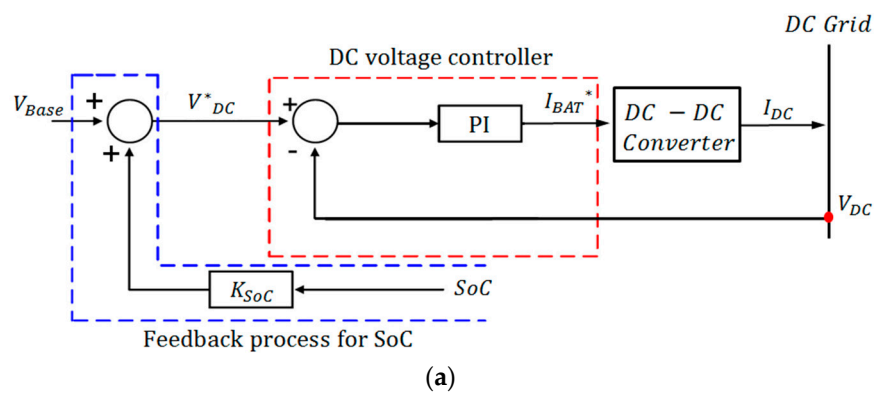 DC Grid
DC voltage controller
V_Base
+
+
V*_DC
+
-
PI
I_BAT*
DC − DC
Converter
I_DC
V_DC
K_SoC
SoC
Feedback process for SoC
(a)